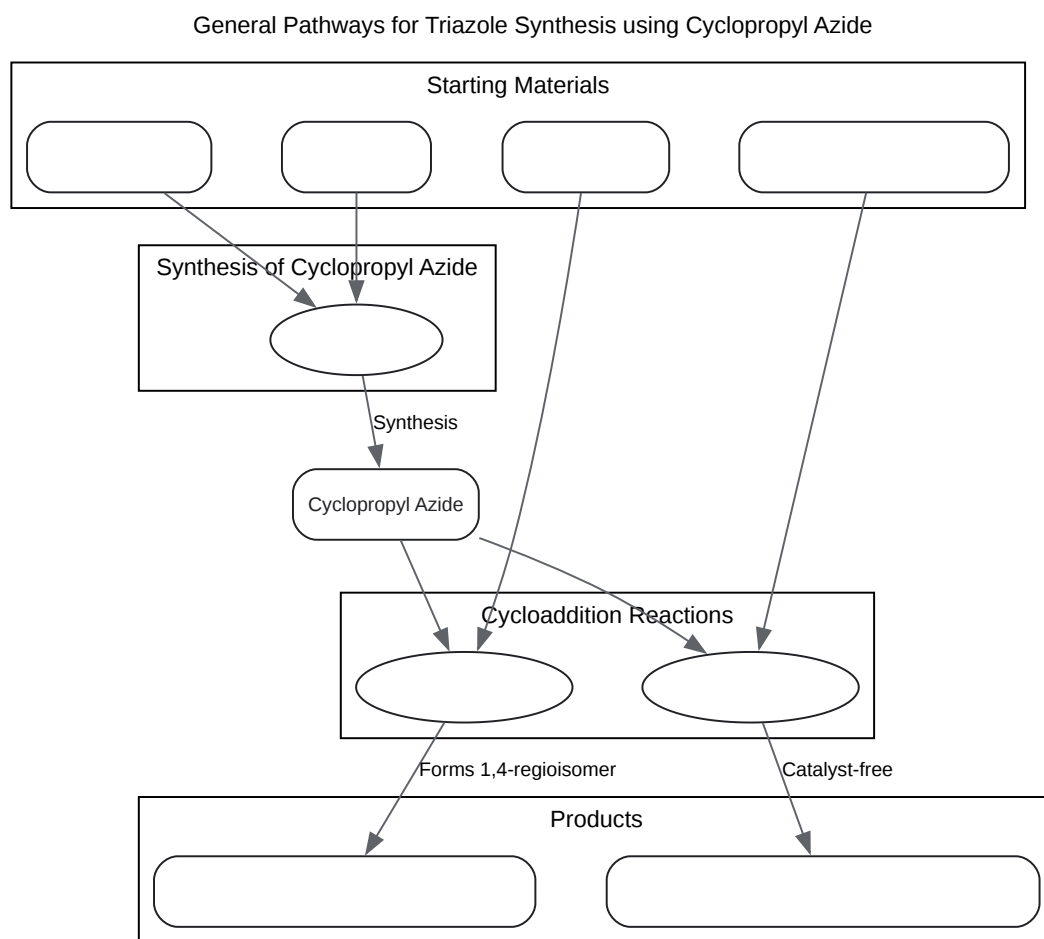 General Pathways for Triazole Synthesis using Cyclopropyl Azide
Starting Materials
Synthesis of Cyclopropyl Azide
Synthesis
Cyclopropyl Azide
Cycloaddition Reactions
Forms 1,4-regioisomer
Catalyst-free
Products